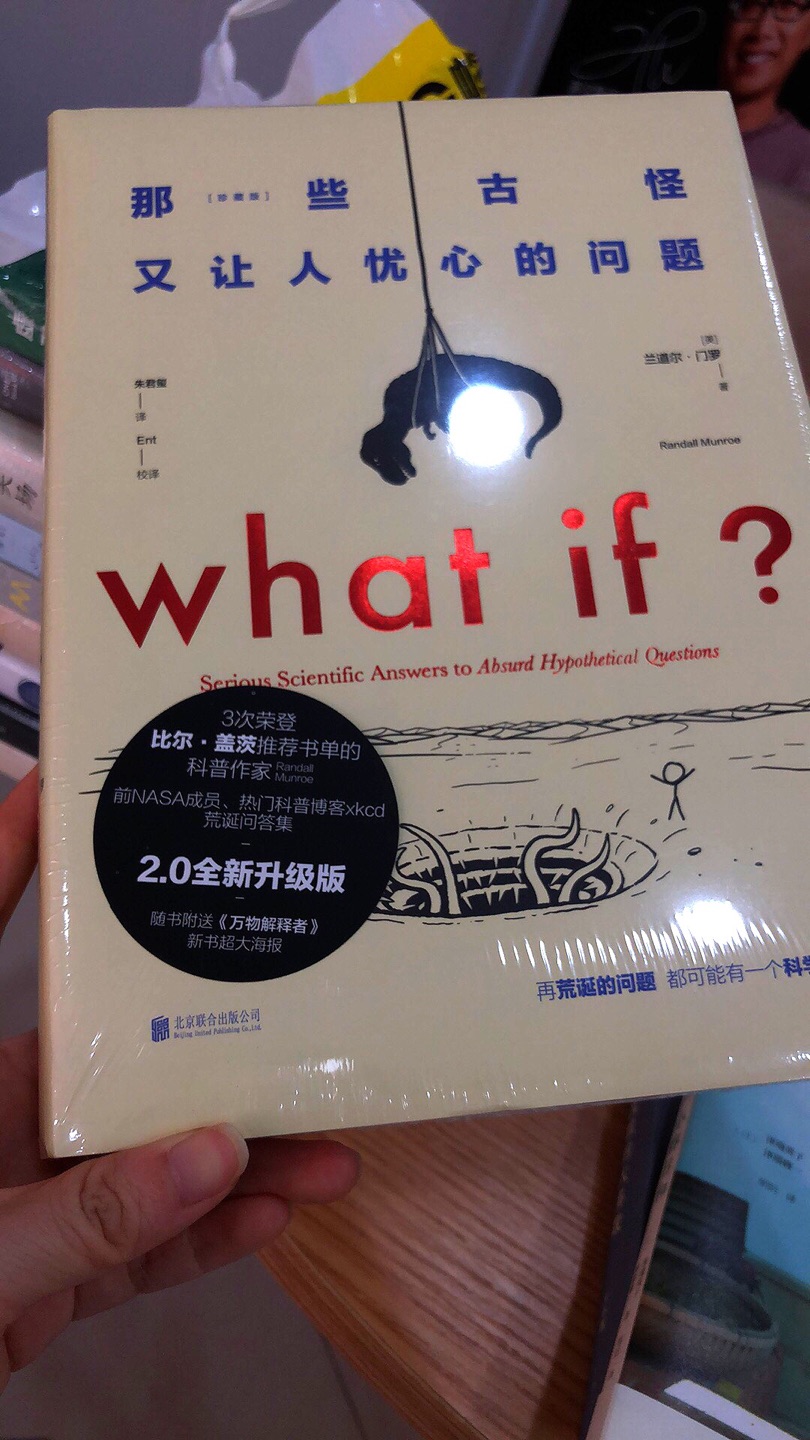 那[珍藏版]些古怪
又让人忧心的问题
[美]
兰道尔·门罗
著
Randall Munroe
朱君玺
译
Ent
校译
what if ?
Serious Scientific Answers to Absurd Hypothetical Questions
3次荣登
比尔·盖茨推荐书单的
科普作家 Randall Munroe
前NASA成员、热门科普博客xkcd
荒诞问答集
2.0全新升级版
随书附送《万物解释者》
新书超大海报
再荒诞的问题 都可能有一个科学
北京联合出版公司
Beijing United Publishing Co.,Ltd.